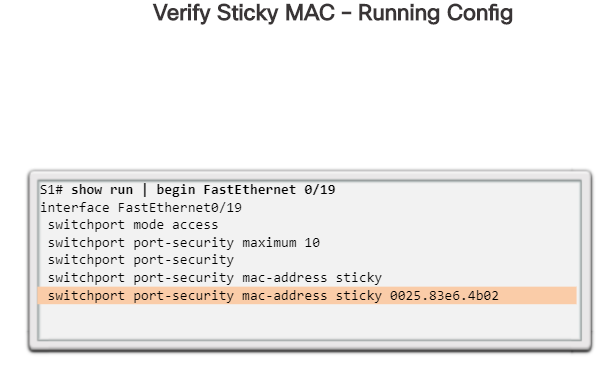 Verify Sticky MAC – Running Config
S1# show run | begin FastEthernet 0/19
interface FastEthernet0/19
switchport mode access
switchport port-security maximum 10
switchport port-security
switchport port-security mac-address sticky
switchport port-security mac-address sticky 0025.83e6.4b02